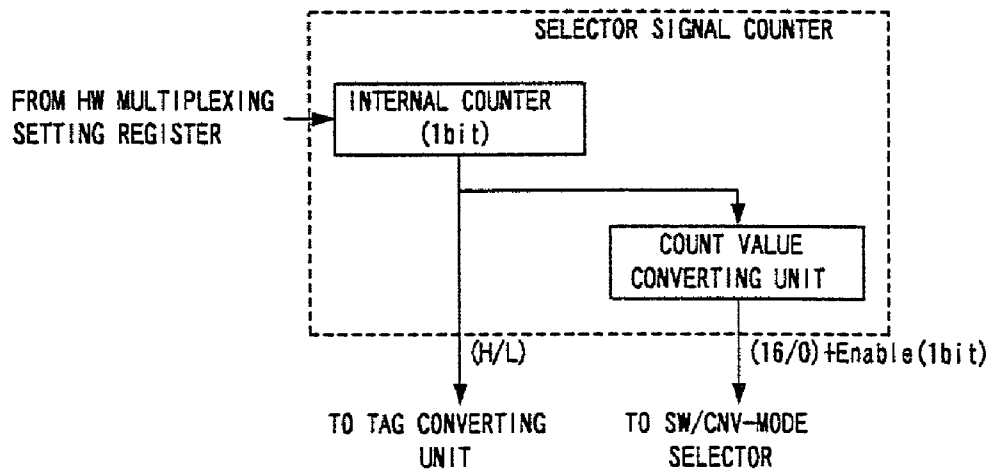 SELECTOR SIGNAL COUNTER
FROM HW MULTIPLEXING
SETTING REGISTER
INTERNAL COUNTER
(1bit)
COUNT VALUE
CONVERTING UNIT
(H/L)
(16/0)+Enable(1bit)
TO TAG CONVERTING
UNIT
TO SW/CNV-MODE
SELECTOR